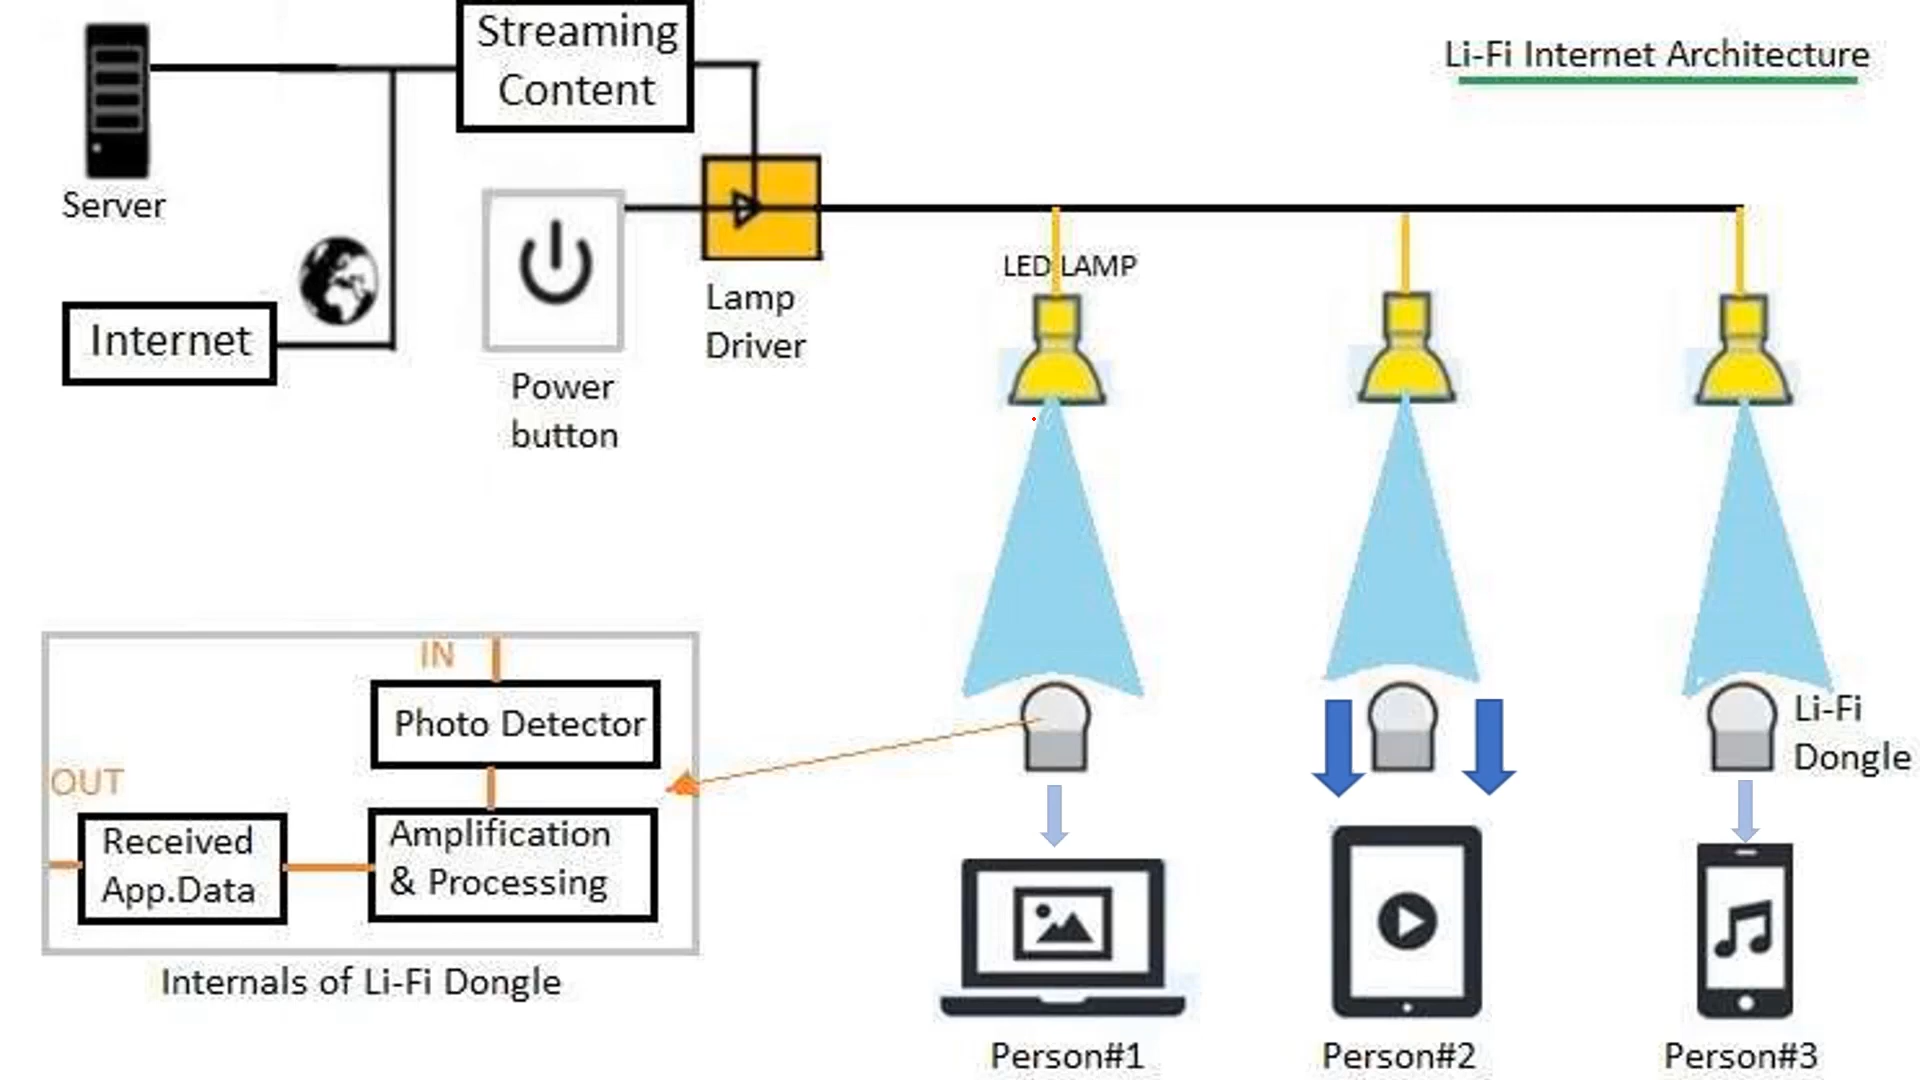 Streaming
Content
Li-Fi Internet Architecture
Server
Internet
Power
button
Lamp
Driver
LED LAMP
IN
Photo Detector
OUT
Received
App.Data
Amplification
& Processing
Internals of Li-Fi Dongle
Li-Fi
Dongle
Person#1
Person#2
Person#3